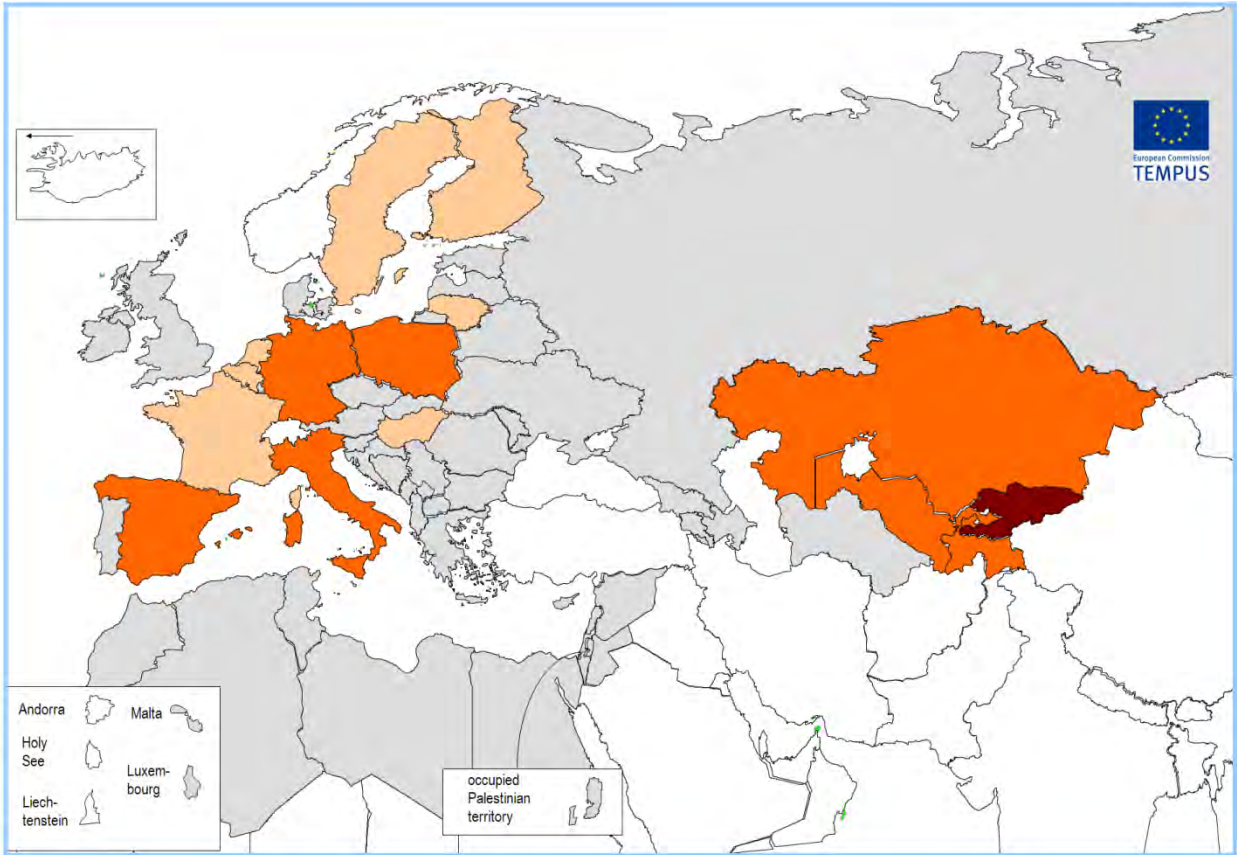 European Commission
TEMPUS
Andorra
Malta
Holy
See
Luxem-
bourg
Liech-
tenstein
occupied
Palestinian
territory